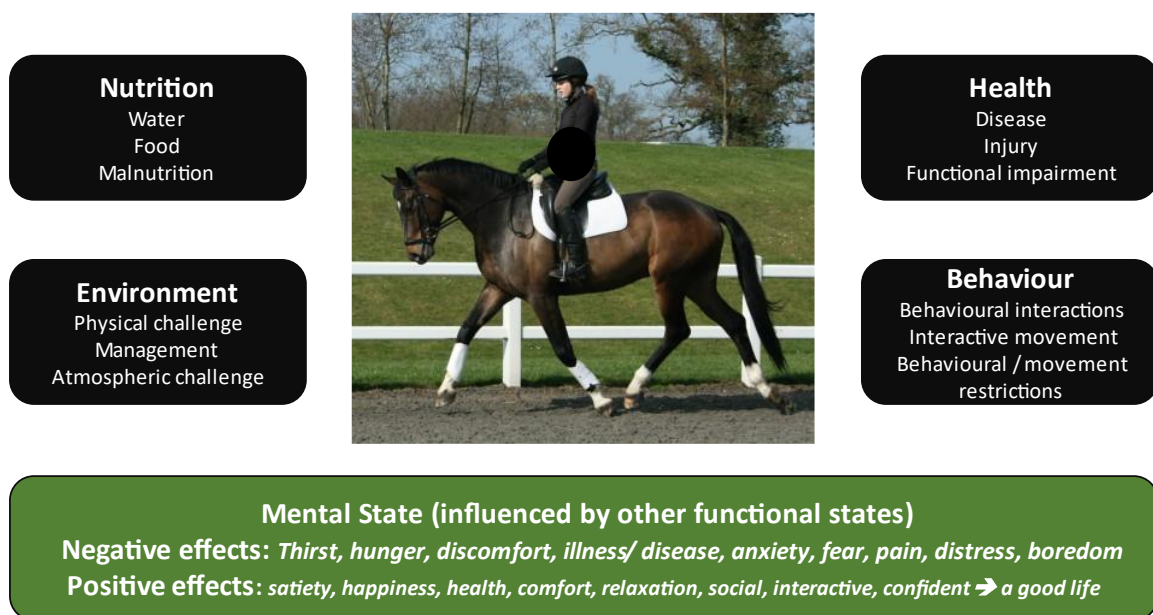 Nutrition
Water
Food
Malnutrition
Health
Disease
Injury
Functional impairment
Environment
Physical challenge
Management
Atmospheric challenge
Behaviour
Behavioural interactions
Interactive movement
Behavioural / movement
restrictions
Mental State (influenced by other functional states)
Negative effects: Thirst, hunger, discomfort, illness/ disease, anxiety, fear, pain, distress, boredom
Positive effects: satiety, happiness, health, comfort, relaxation, social, interactive, confident ➔ a good life